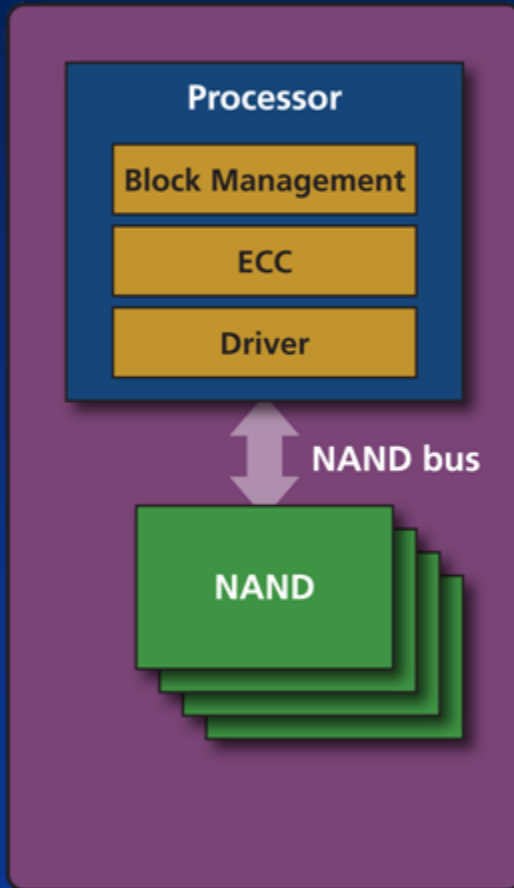 Processor
Block Management
ECC
Driver
NAND bus
NAND